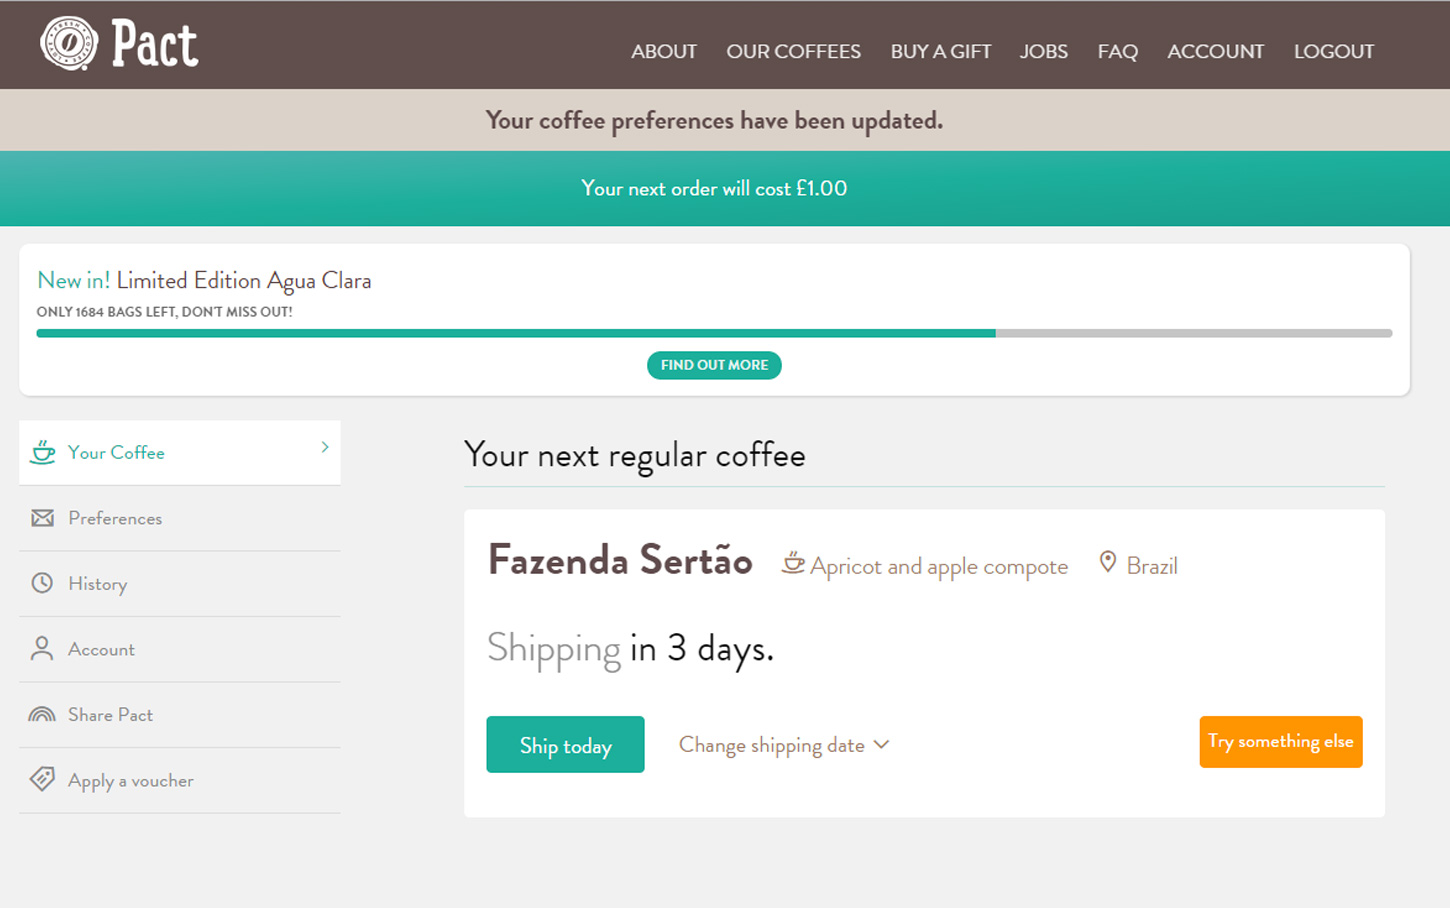 Pact
ABOUT OUR COFFEES BUY A GIFT JOBS FAQ ACCOUNT LOGOUT
Your coffee preferences have been updated.
Your next order will cost £1.00
New in! Limited Edition Agua Clara
ONLY 1684 BAGS LEFT, DON'T MISS OUT!
FIND OUT MORE
Your Coffee
Preferences
History
Account
Share Pact
Apply a voucher
Your next regular coffee
Fazenda Sertão Apricot and apple compote Brazil
Shipping in 3 days.
Ship today Change shipping date Try something else